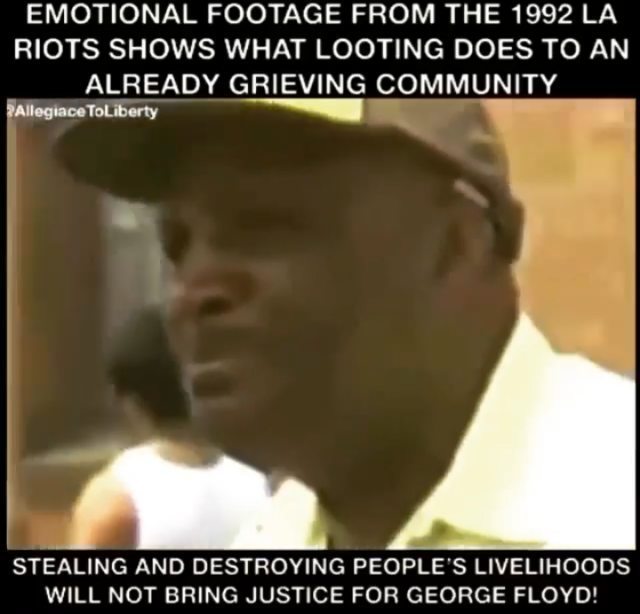 EMOTIONAL FOOTAGE FROM THE 1992 LA
RIOTS SHOWS WHAT LOOTING DOES TO AN
ALREADY GRIEVING COMMUNITY
@AllegiaceToLiberty
STEALING AND DESTROYING PEOPLE'S LIVELIHOODS
WILL NOT BRING JUSTICE FOR GEORGE FLOYD!